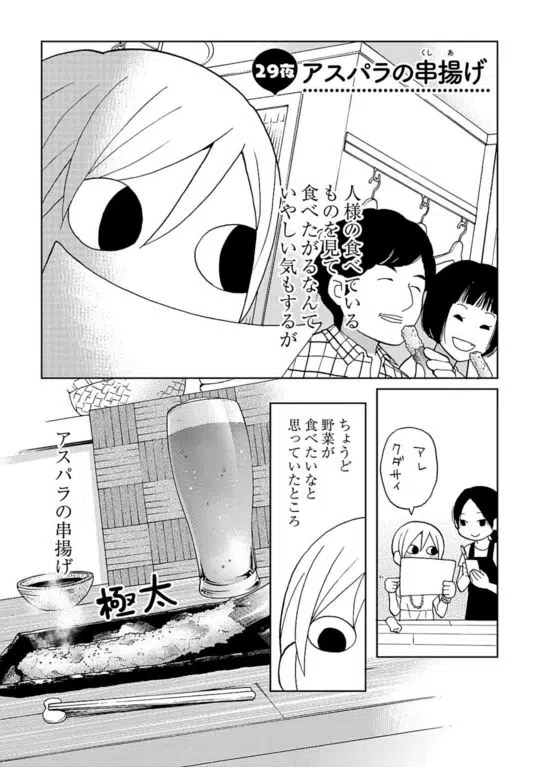 29夜
アスパラの串揚げ
くし あ
人様の食べている
ものを見て
食べたがるなんて
いやしい気もするが
アレ
クダサイ
ちょうど
野菜が
食べたいなと
思っていたところ
アスパラの串揚げ
極太